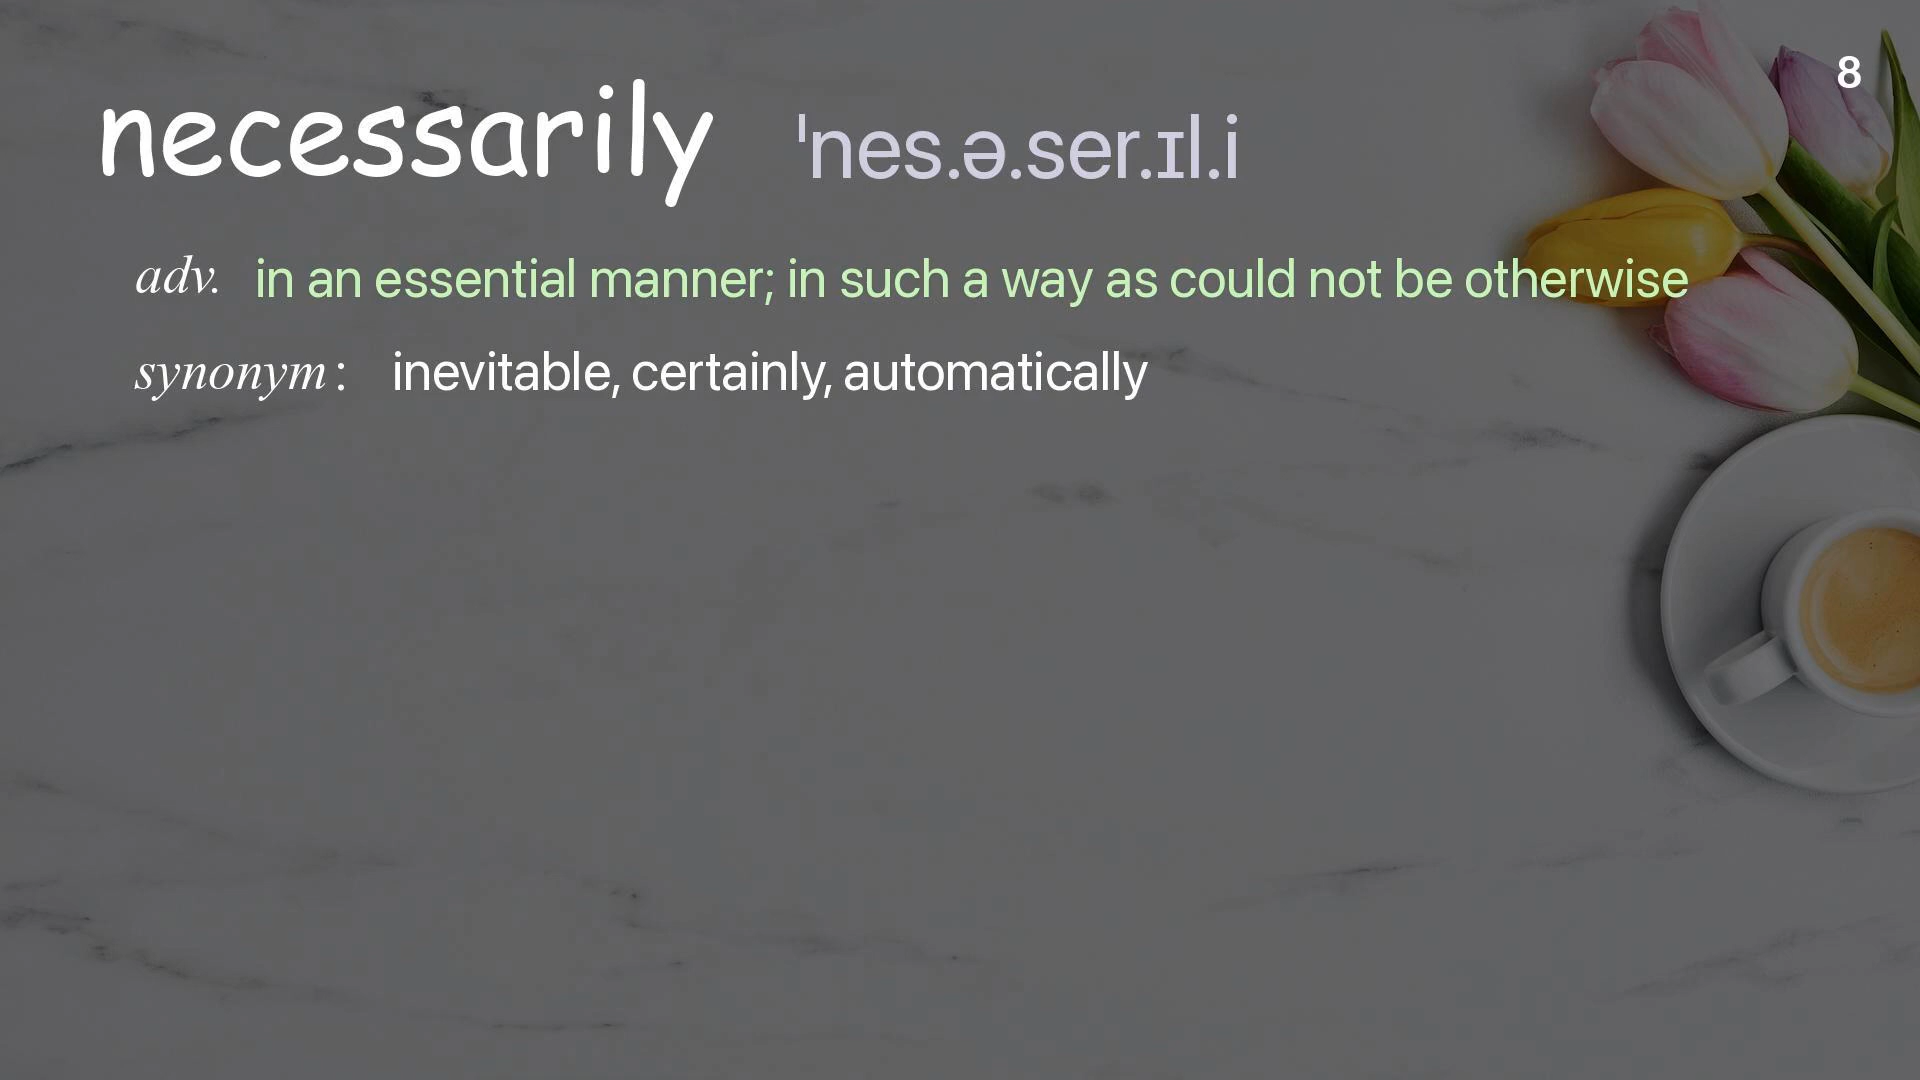 8
necessarily ˈnes.ə.ser.ɪl.i
adv. in an essential manner; in such a way as could not be otherwise
synonym : inevitable, certainly, automatically